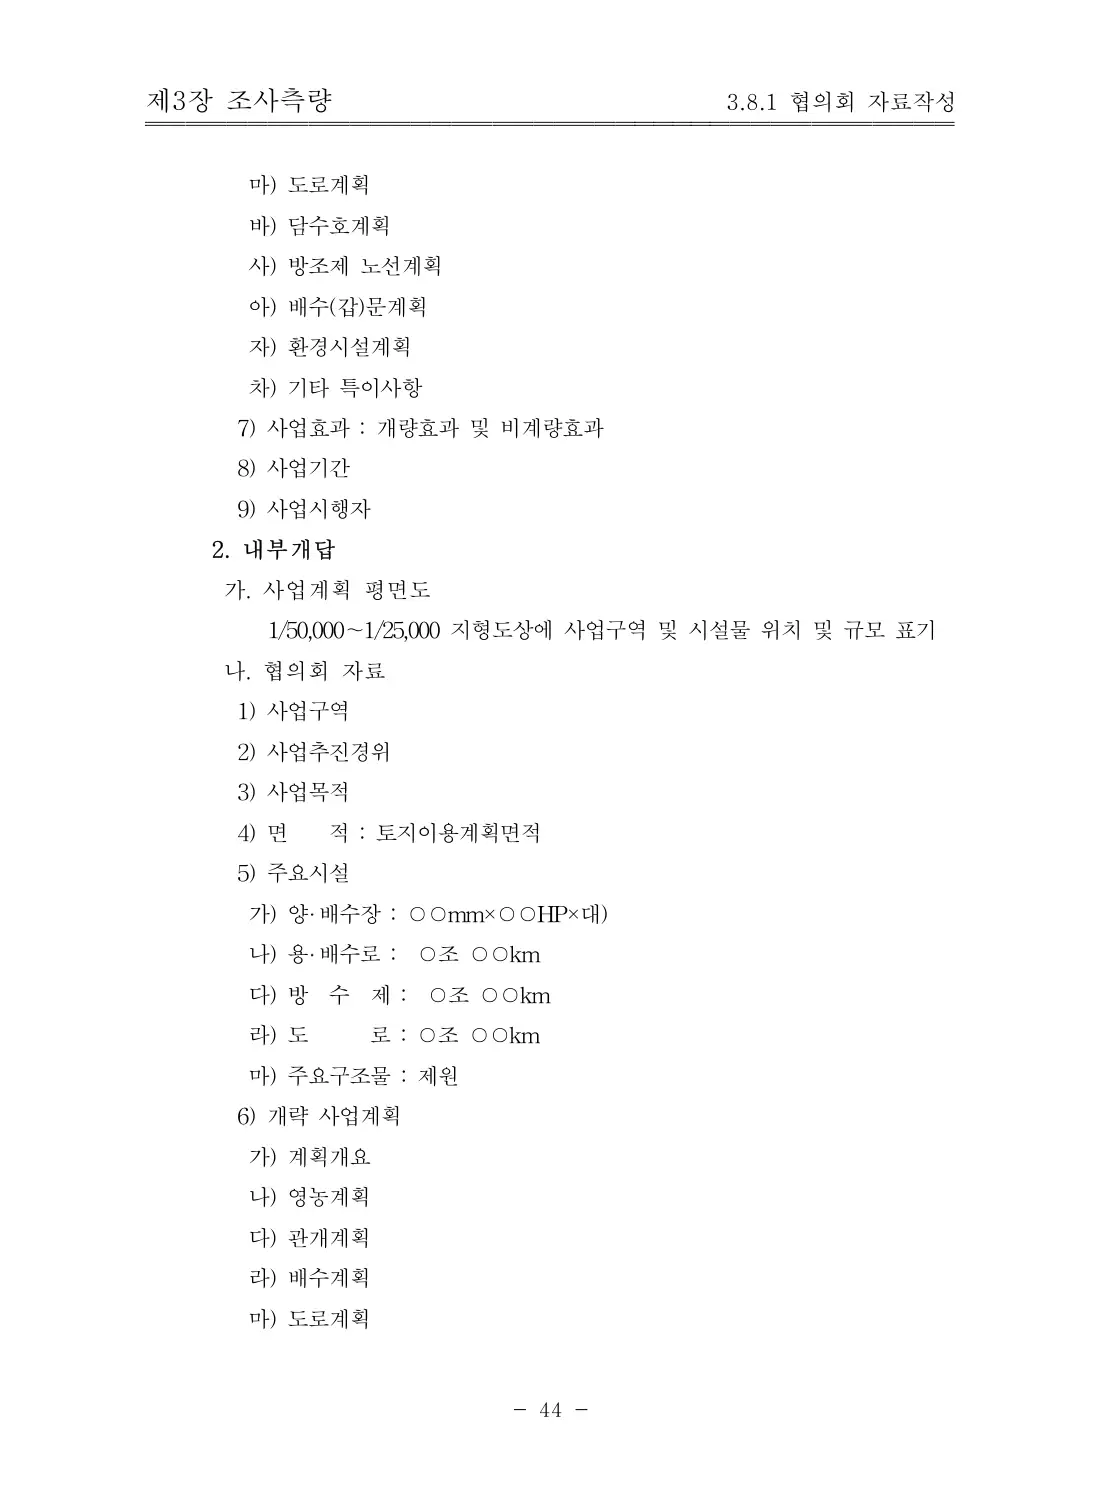 제3장 조사측량 3.8.1 협의회 자료작성
마) 도로계획
바) 담수호계획
사) 방조제 노선계획
아) 배수(갑)문계획
자) 환경시설계획
차) 기타 특이사항
7) 사업효과 : 개량효과 및 비계량효과
8) 사업기간
9) 사업시행자
2. 내부개답
가. 사업계획 평면도
1/50,000~1/25,000 지형도상에 사업구역 및 시설물 위치 및 규모 표기
나. 협의회 자료
1) 사업구역
2) 사업추진경위
3) 사업목적
4) 면 적 : 토지이용계획면적
5) 주요시설
가) 양·배수장 : ○○mm×○○HP×대)
나) 용·배수로 : ○조 ○○km
다) 방 수 제 : ○조 ○○km
라) 도 로 : ○조 ○○km
마) 주요구조물 : 제원
6) 개략 사업계획
가) 계획개요
나) 영농계획
다) 관개계획
라) 배수계획
마) 도로계획
- 44 -